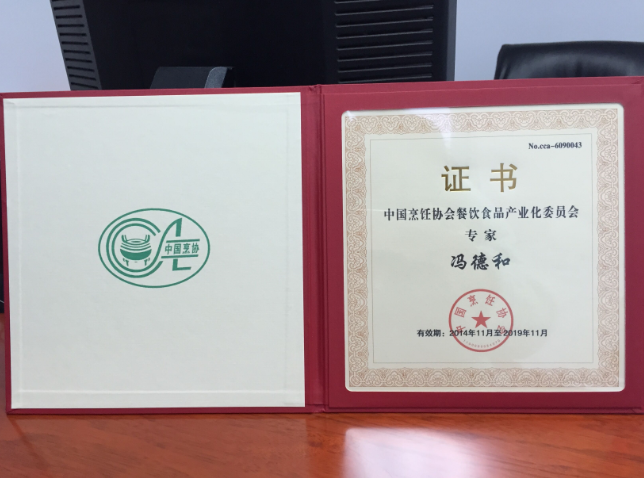 中国烹协
No.cca-6090043
证书
中国烹饪协会餐饮食品产业化委员会
专家
冯德和
中国烹饪协会
有效期：2014年11月至2019年11月